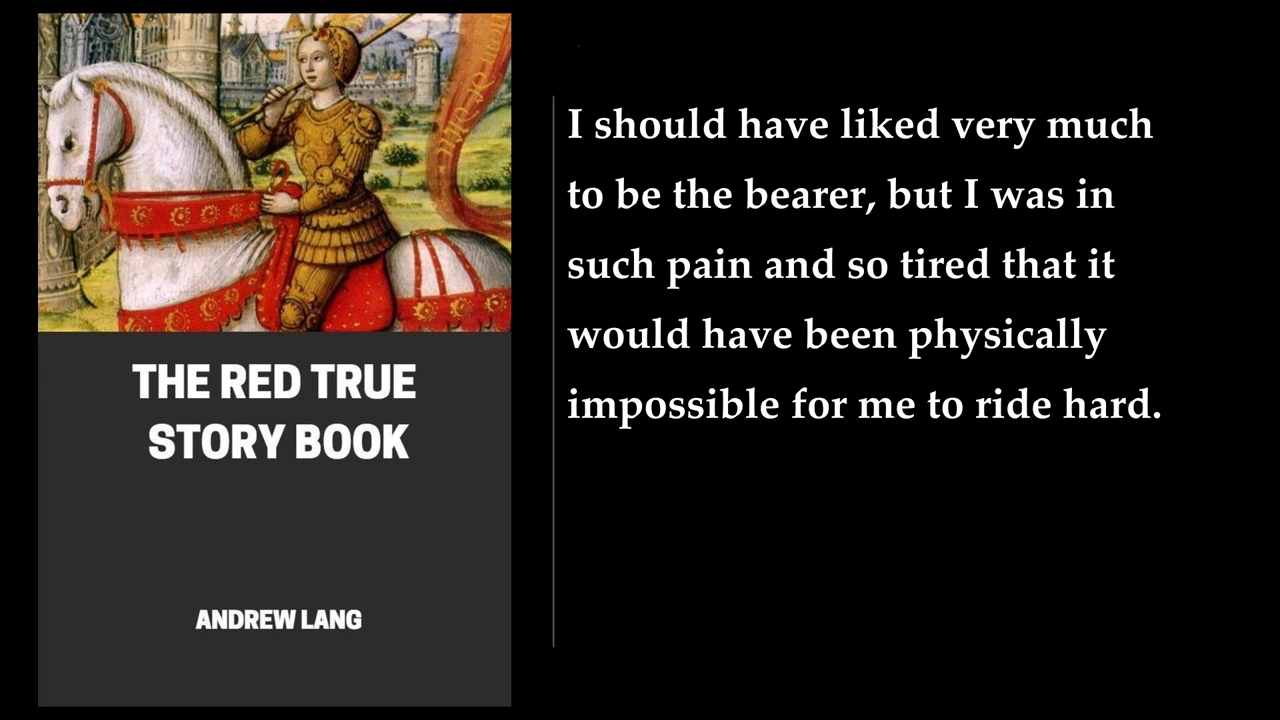 THE RED TRUE
STORY BOOK
ANDREW LANG
I should have liked very much
to be the bearer, but I was in
such pain and so tired that it
would have been physically
impossible for me to ride hard.